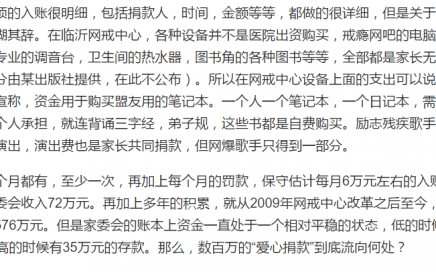 项的入账很明细，包括捐款人，时间，金额等等，都做的很详细，但是关于
糊其辞。在临沂网戒中心，各种设备并不是医院出资购买，戒瘾网吧的电脑
专业的调音台，卫生间的热水器，图书角的各种图书等等，全部都是家长无
分由某出版社提供，在此不公布）。所以在网戒中心设备上面的支出可以说
宣称，资金用于购买盟友用的笔记本。一个人一个笔记本，一个日记本，需
个人承担，就连背诵三字经，弟子规，这些书都是自费购买。励志残疾歌手
演出，演出费也是家长共同捐款，但网爆歌手只得到一部分。
个月都有，至少一次，再加上每个月的罚款，保守估计每月6万元左右的入账
委会收入72万元。再加上多年的积累，就从2009年网戒中心改革之后至今，
576万元。但是家委会的账本上资金一直处于一个相对平稳的状态，低的时候
高的时候有35万元的存款。那么，数百万的“爱心捐款”到底流向何处？